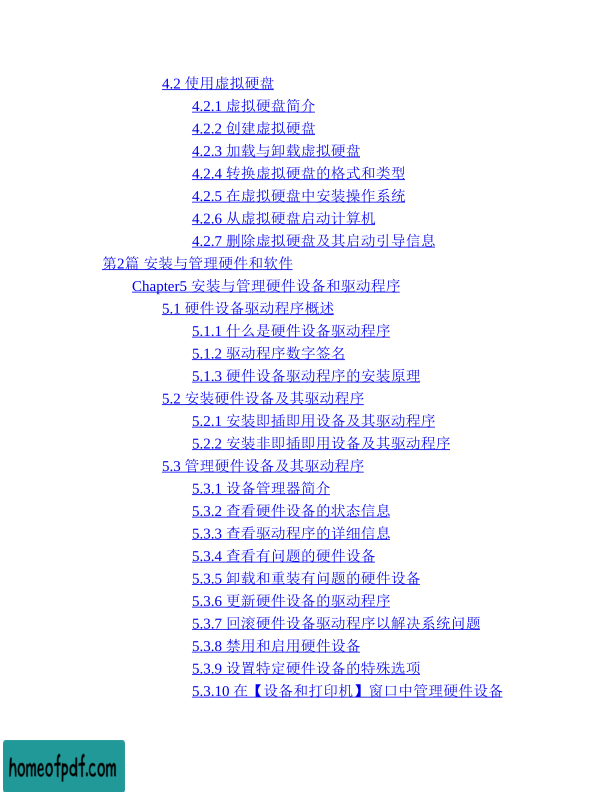 4.2 使用虚拟硬盘
4.2.1 虚拟硬盘简介
4.2.2 创建虚拟硬盘
4.2.3 加载与卸载虚拟硬盘
4.2.4 转换虚拟硬盘的格式和类型
4.2.5 在虚拟硬盘中安装操作系统
4.2.6 从虚拟硬盘启动计算机
4.2.7 删除虚拟硬盘及其启动引导信息
第2篇 安装与管理硬件和软件
Chapter5 安装与管理硬件设备和驱动程序
5.1 硬件设备驱动程序概述
5.1.1 什么是硬件设备驱动程序
5.1.2 驱动程序数字签名
5.1.3 硬件设备驱动程序的安装原理
5.2 安装硬件设备及其驱动程序
5.2.1 安装即插即用设备及其驱动程序
5.2.2 安装非即插即用设备及其驱动程序
5.3 管理硬件设备及其驱动程序
5.3.1 设备管理器简介
5.3.2 查看硬件设备的状态信息
5.3.3 查看驱动程序的详细信息
5.3.4 查看有问题的硬件设备
5.3.5 卸载和重装有问题的硬件设备
5.3.6 更新硬件设备的驱动程序
5.3.7 回滚硬件设备驱动程序以解决系统问题
5.3.8 禁用和启用硬件设备
5.3.9 设置特定硬件设备的特殊选项
5.3.10 在【设备和打印机】窗口中管理硬件设备
homeofpdf.com